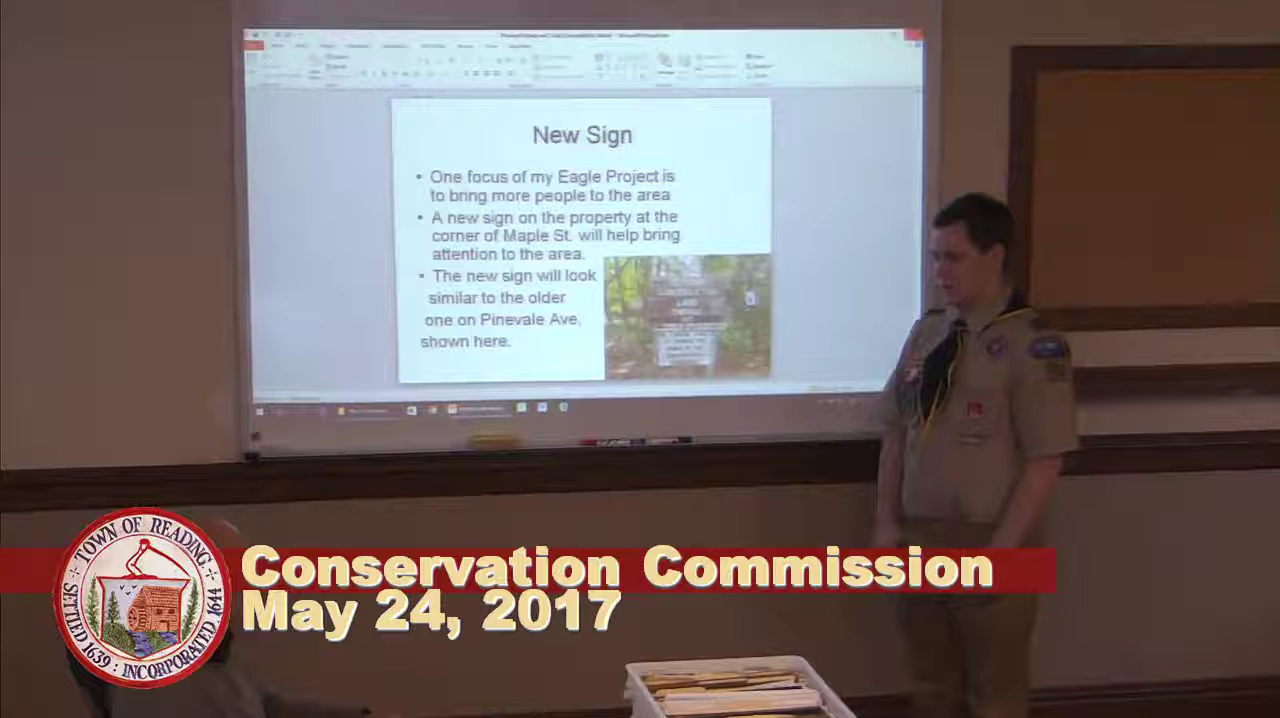 New Sign
• One focus of my Eagle Project is
to bring more people to the area
• A new sign on the property at the
corner of Maple St. will help bring
attention to the area.
• The new sign will look
similar to the older
one on Pinevale Ave,
shown here.
TOWN OF READING
SETTLED 1639 : INCORPORATED 1644
Conservation Commission
May 24, 2017